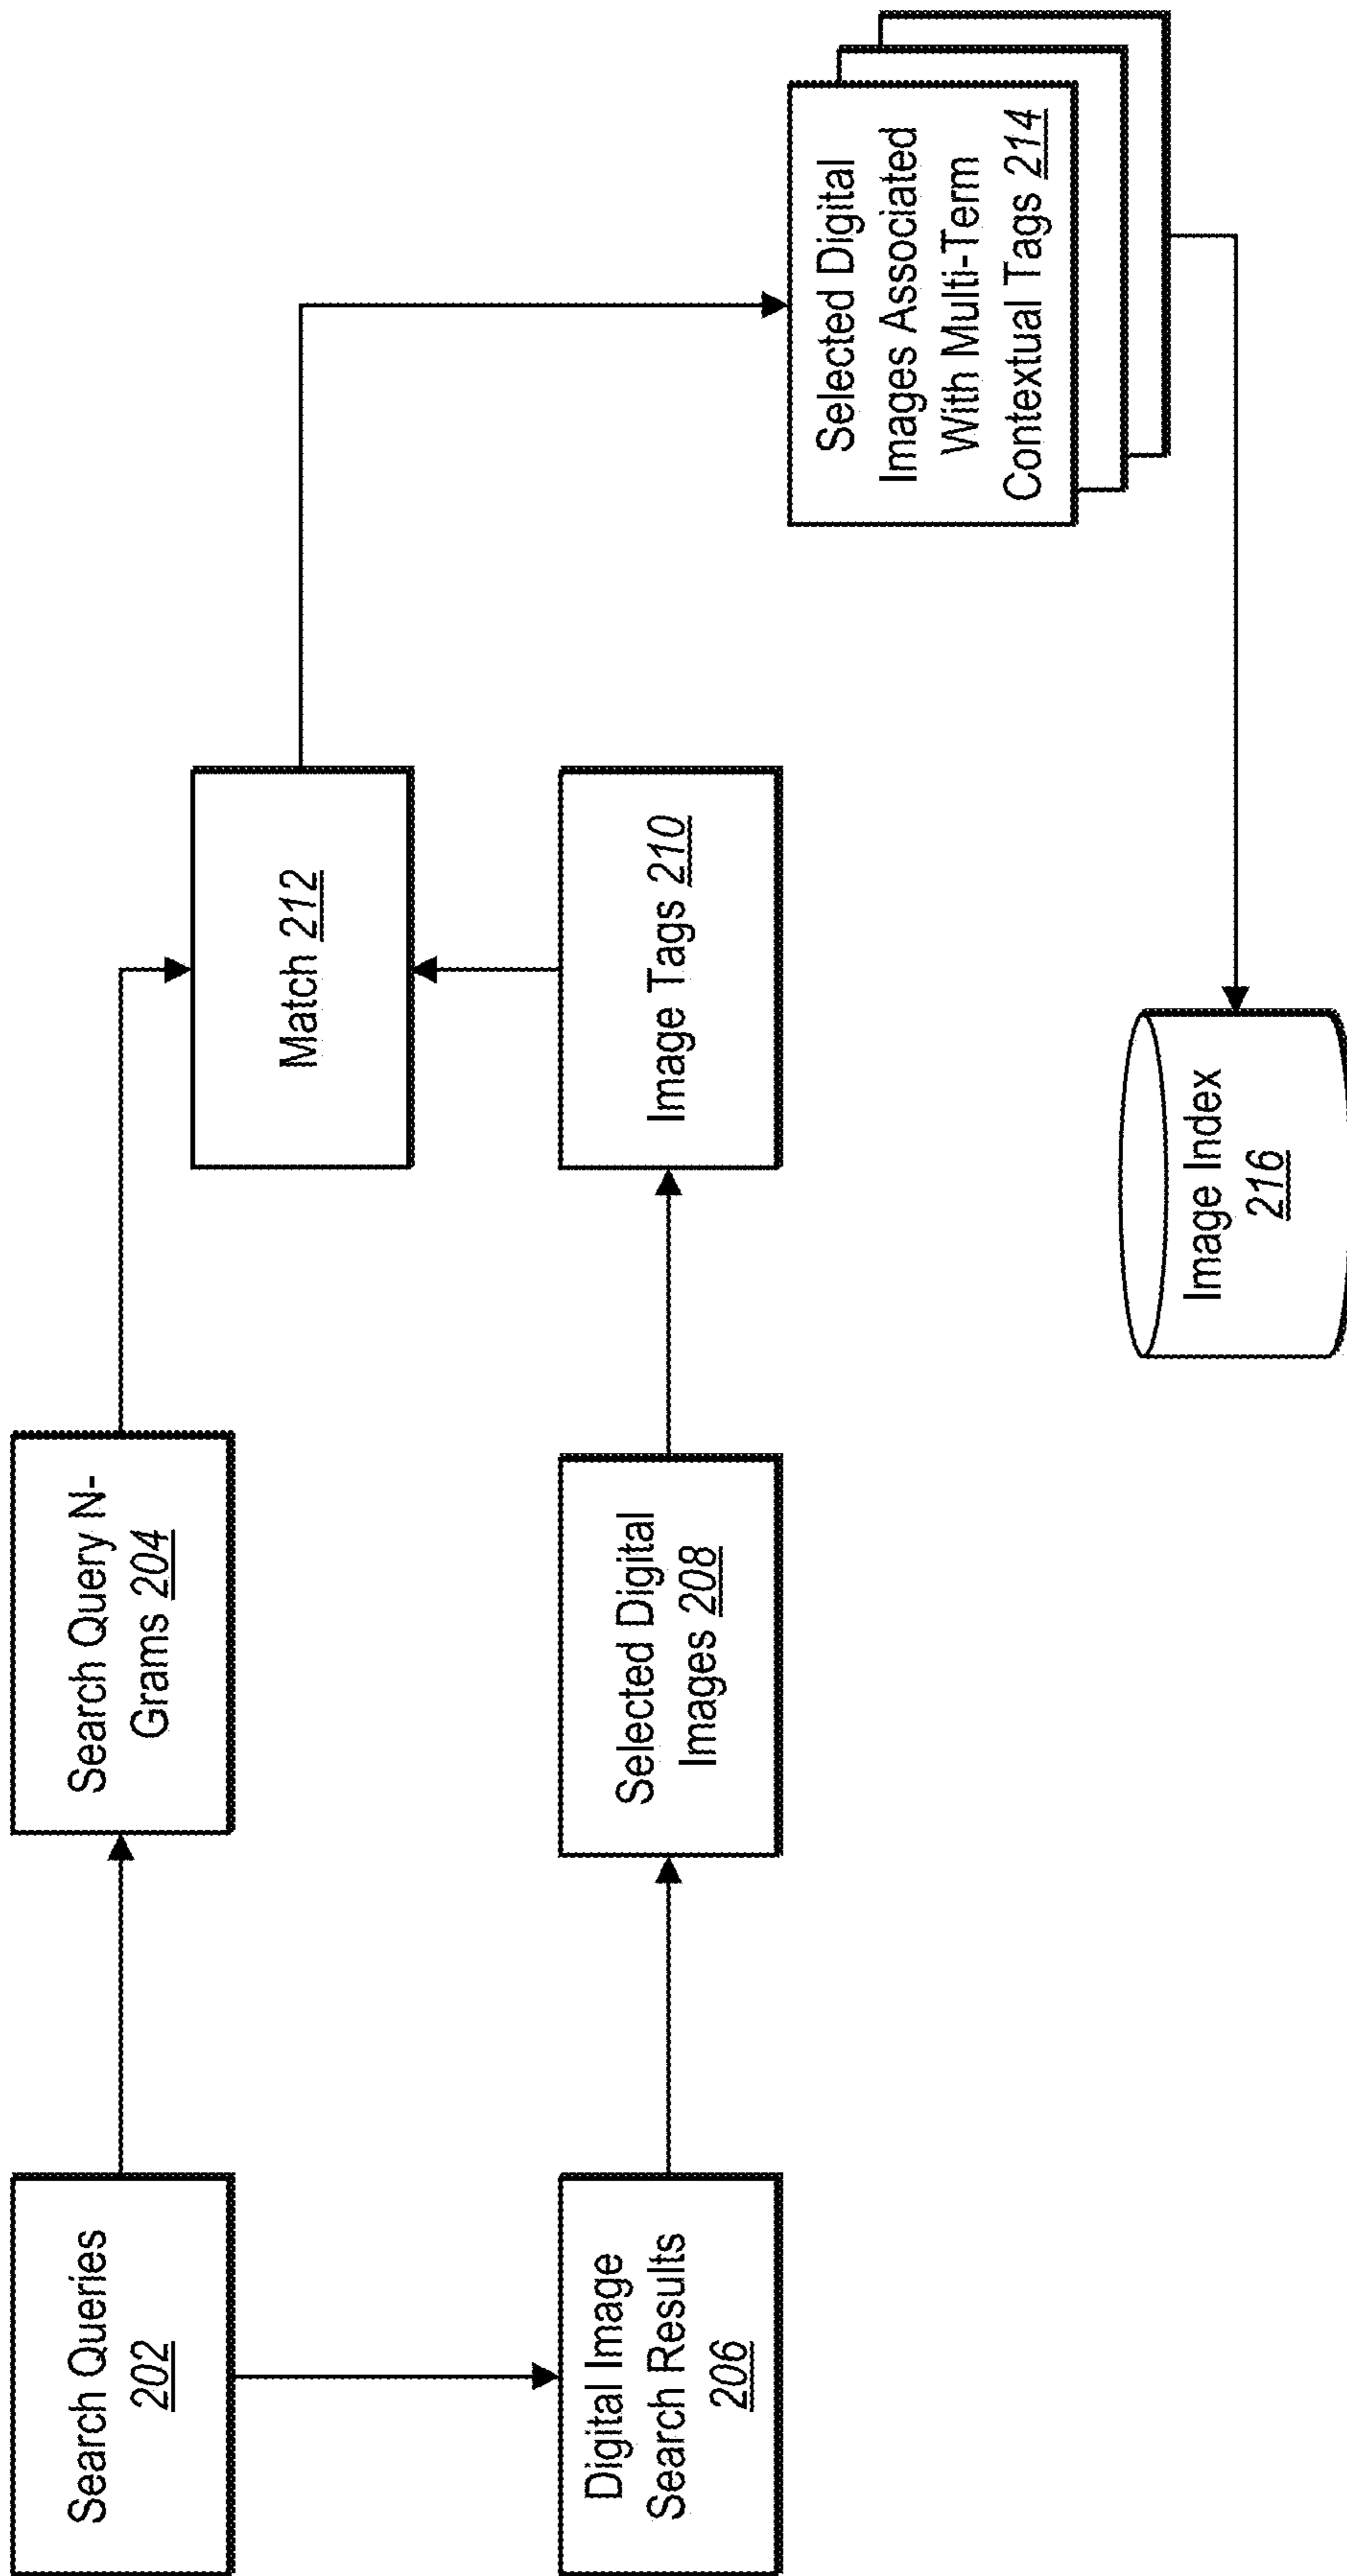 Search Queries
202
Search Query N-
Grams 204
Match 212
Digital Image
Search Results
206
Selected Digital
Images 208
Image Tags 210
Selected Digital
Images Associated
With Multi-Term
Contextual Tags 214
Image Index
216